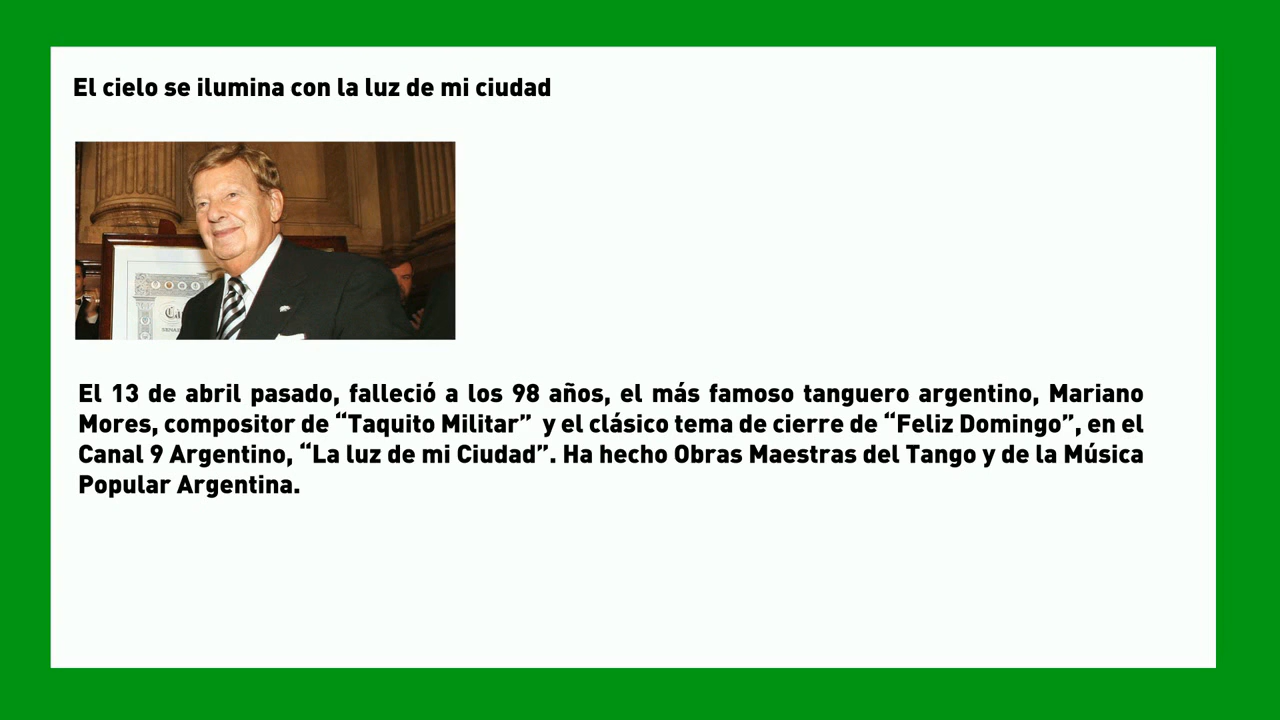 El cielo se ilumina con la luz de mi ciudad
El 13 de abril pasado, falleció a los 98 años, el más famoso tanguero argentino, Mariano
Mores, compositor de “Taquito Militar” y el clásico tema de cierre de “Feliz Domingo”, en el
Canal 9 Argentino, “La luz de mi Ciudad”. Ha hecho Obras Maestras del Tango y de la Música
Popular Argentina.